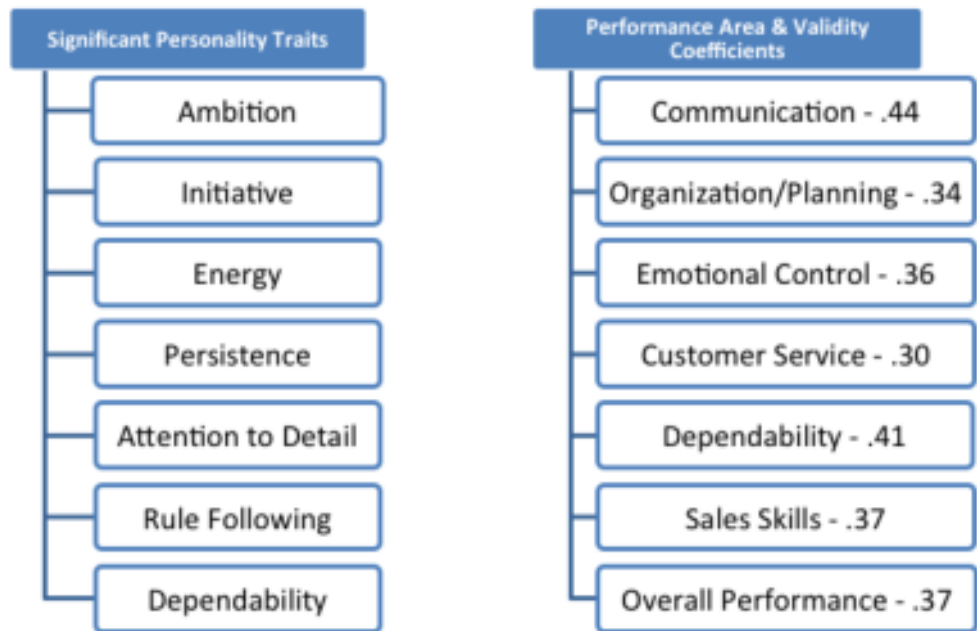 Significant Personality Traits
Ambition
Initiative
Energy
Persistence
Attention to Detail
Rule Following
Dependability
Performance Area & Validity
Coefficients
Communication - .44
Organization/Planning - .34
Emotional Control - .36
Customer Service - .30
Dependability - .41
Sales Skills - .37
Overall Performance - .37